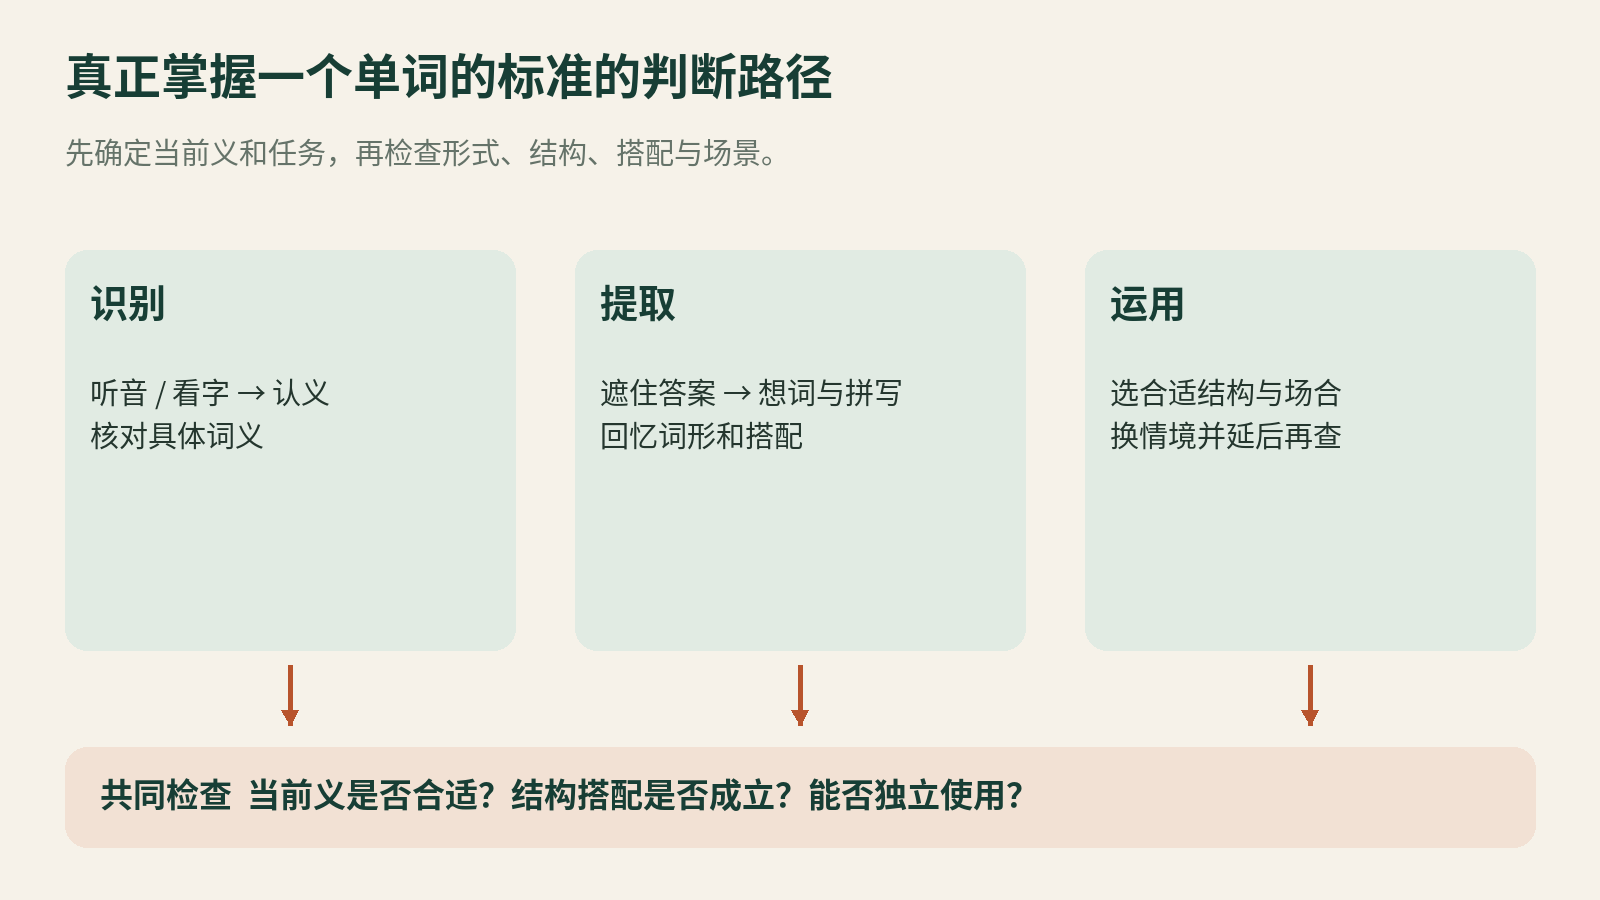 真正掌握一个单词的标准的判断路径
先确定当前义和任务，再检查形式、结构、搭配与场景。
识别
听音 / 看字 → 认义
核对具体词义
提取
遮住答案 → 想词与拼写
回忆词形和搭配
运用
选合适结构与场合
换情境并延后再查
共同检查 当前义是否合适？结构搭配是否成立？能否独立使用？